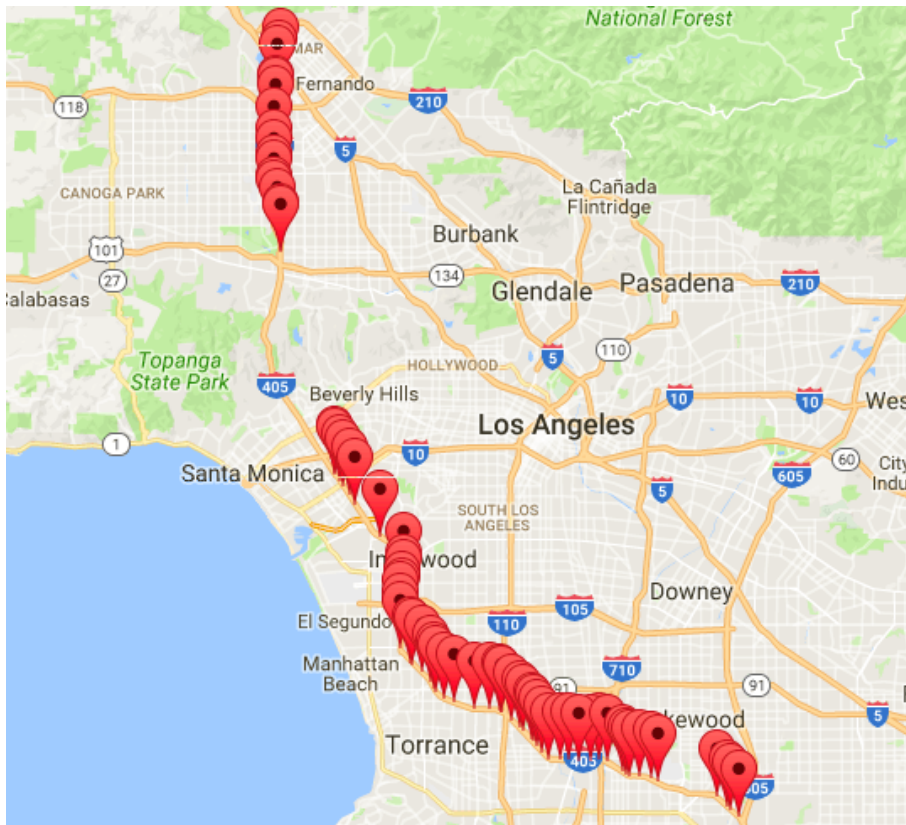 National Forest
MAR
Fernando
118
210
5
CANOGA PARK
La Cañada
Flintridge
Burbank
101
134
27
Calabasas
Glendale
Pasadena
210
110
5
Topanga
State Park
HOLLYWOOD
405
Beverly Hills
10
10
Wes
Los Angeles
1
10
60
Santa Monica
605
City
Indu
5
SOUTH LOS
ANGELES
In
wood
Downey
105
El Segundo
110
Manhattan
Beach
710
91
91
5
kewood
Torrance
405
605